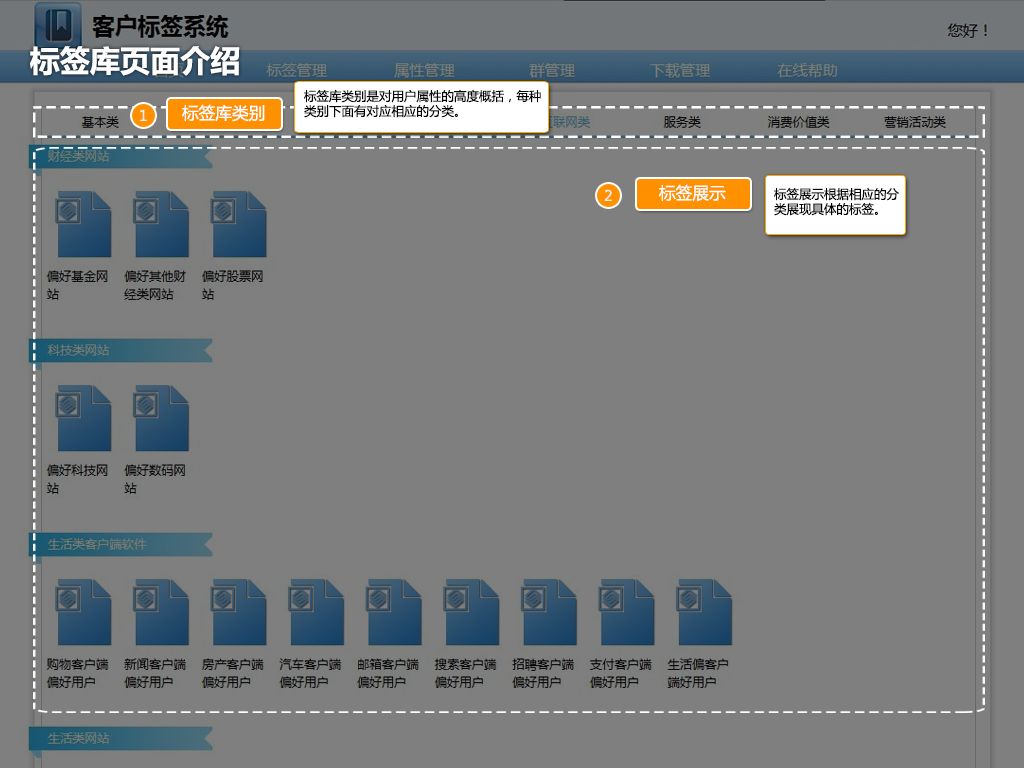 客户标签系统
您好！
标签库页面介绍
标签管理 属性管理 群管理 下载管理 在线帮助
标签库类别是对用户属性的高度概括，每种
类别下面有对应相应的分类。
基本类 1 标签库类别 联网类 服务类 消费价值类 营销活动类
财经类网站
2 标签展示
标签展示根据相应的分
类展现具体的标签。
偏好基金网 偏好其他财 偏好股票网
站 经类网站 站
科技类网站
偏好科技网 偏好数码网
站 站
生活类客户端软件
购物客户端 新闻客户端 房产客户端 汽车客户端 邮箱客户端 搜索客户端 招聘客户端 支付客户端 生活偏客户
偏好用户 偏好用户 偏好用户 偏好用户 偏好用户 偏好用户 偏好用户 偏好用户 端好用户
生活类网站